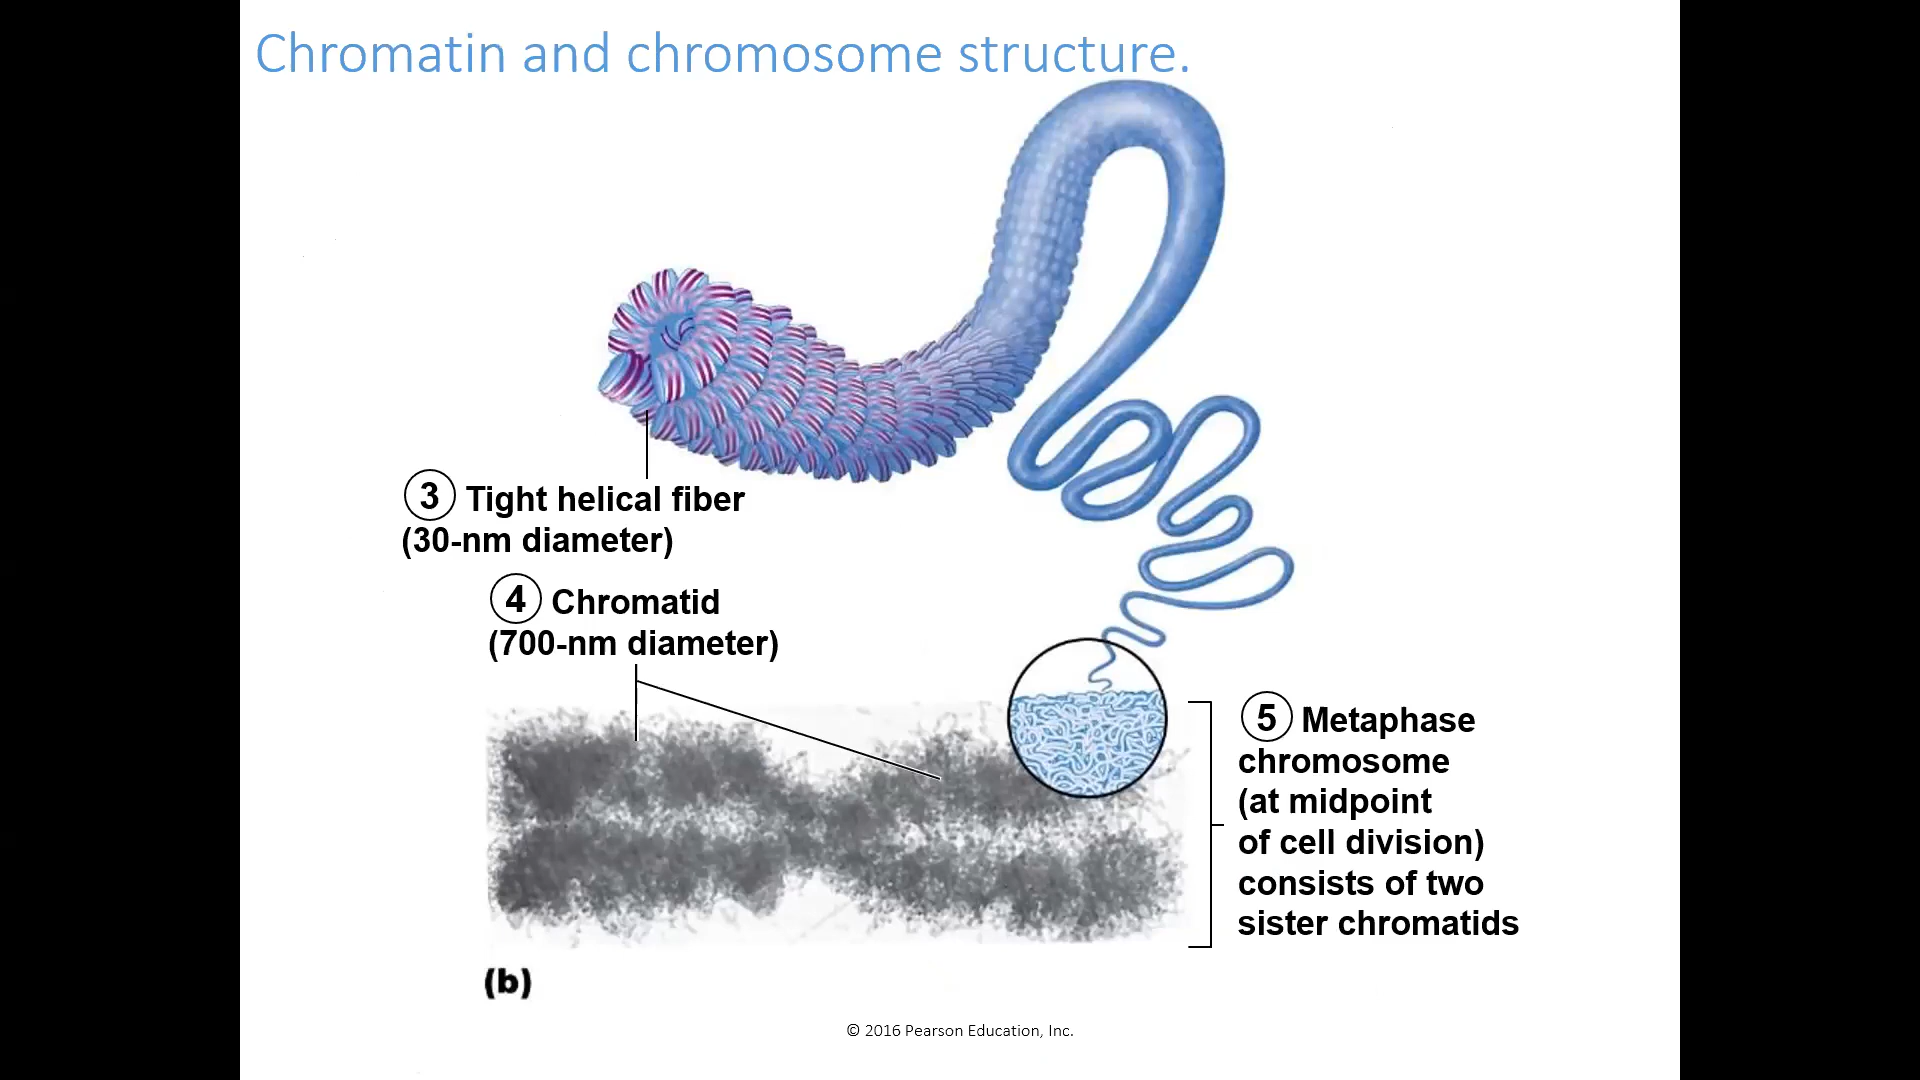 Chromatin and chromosome structure.
3 Tight helical fiber
(30-nm diameter)
4 Chromatid
(700-nm diameter)
5 Metaphase
chromosome
(at midpoint
of cell division)
consists of two
sister chromatids
(b)
© 2016 Pearson Education, Inc.